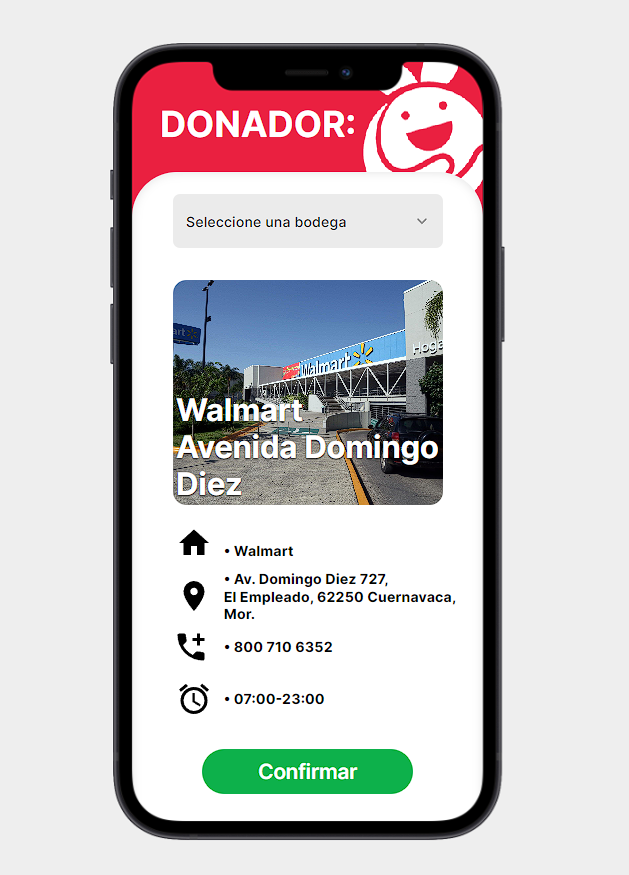 DONADOR:
Seleccione una bodega
art
Walmart
Hoga
Walmart
Avenida Domingo
Diez
• Walmart
• Av. Domingo Diez 727,
El Empleado, 62250 Cuernavaca,
Mor.
• 800 710 6352
• 07:00-23:00
Confirmar